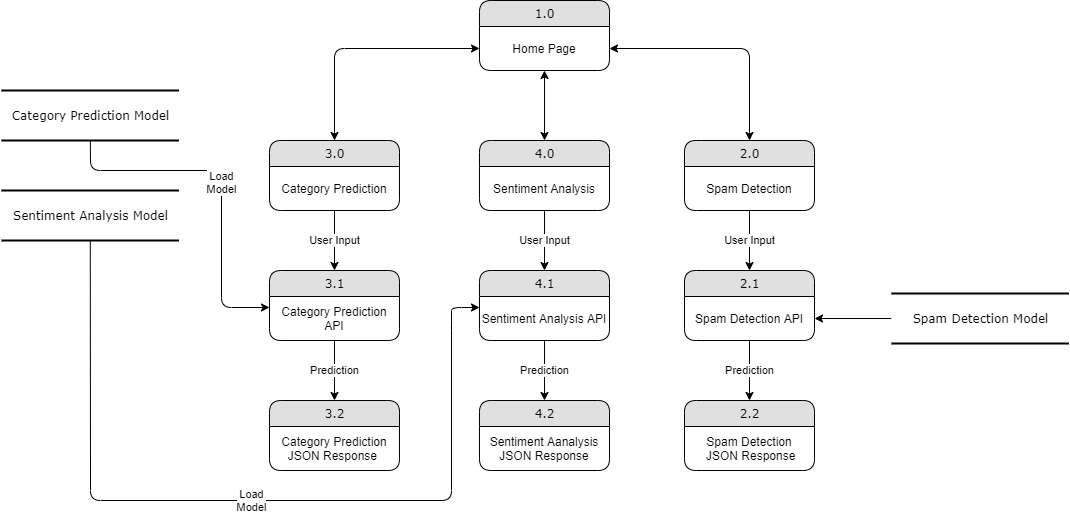 1.0
Home Page
Category Prediction Model
3.0
4.0
2.0
Load
Model
Category Prediction
Sentiment Analysis
Spam Detection
Sentiment Analysis Model
User Input
User Input
User Input
3.1
4.1
2.1
Category Prediction
API
Sentiment Analysis API
Spam Detection API
Spam Detection Model
Prediction
Prediction
Prediction
3.2
4.2
2.2
Category Prediction
JSON Response
Sentiment Aanalysis
JSON Response
Spam Detection
JSON Response
Load
Model